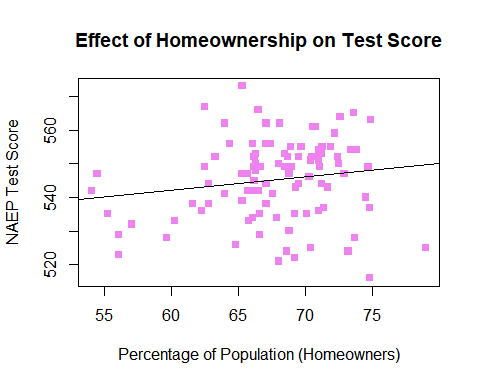 Effect of Homeownership on Test Score
NAEP Test Score
560
540
520
55 60 65 70 75
Percentage of Population (Homeowners)